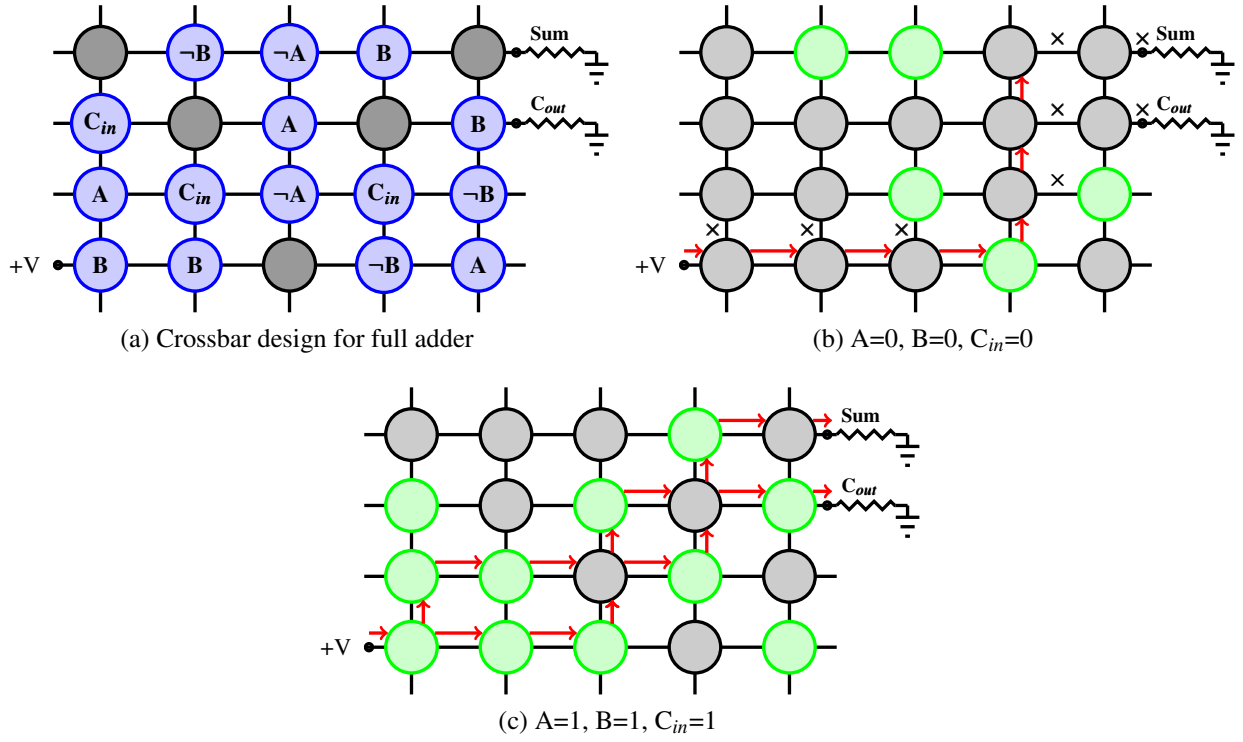 ¬B ¬A B Sum
C_in A B C_out
A C_in ¬A C_in ¬B
+V B B ¬B A
(a) Crossbar design for full adder
× × Sum
× × C_out
×
× × ×
+V
(b) A=0, B=0, C_in=0
Sum
C_out
+V
(c) A=1, B=1, C_in=1